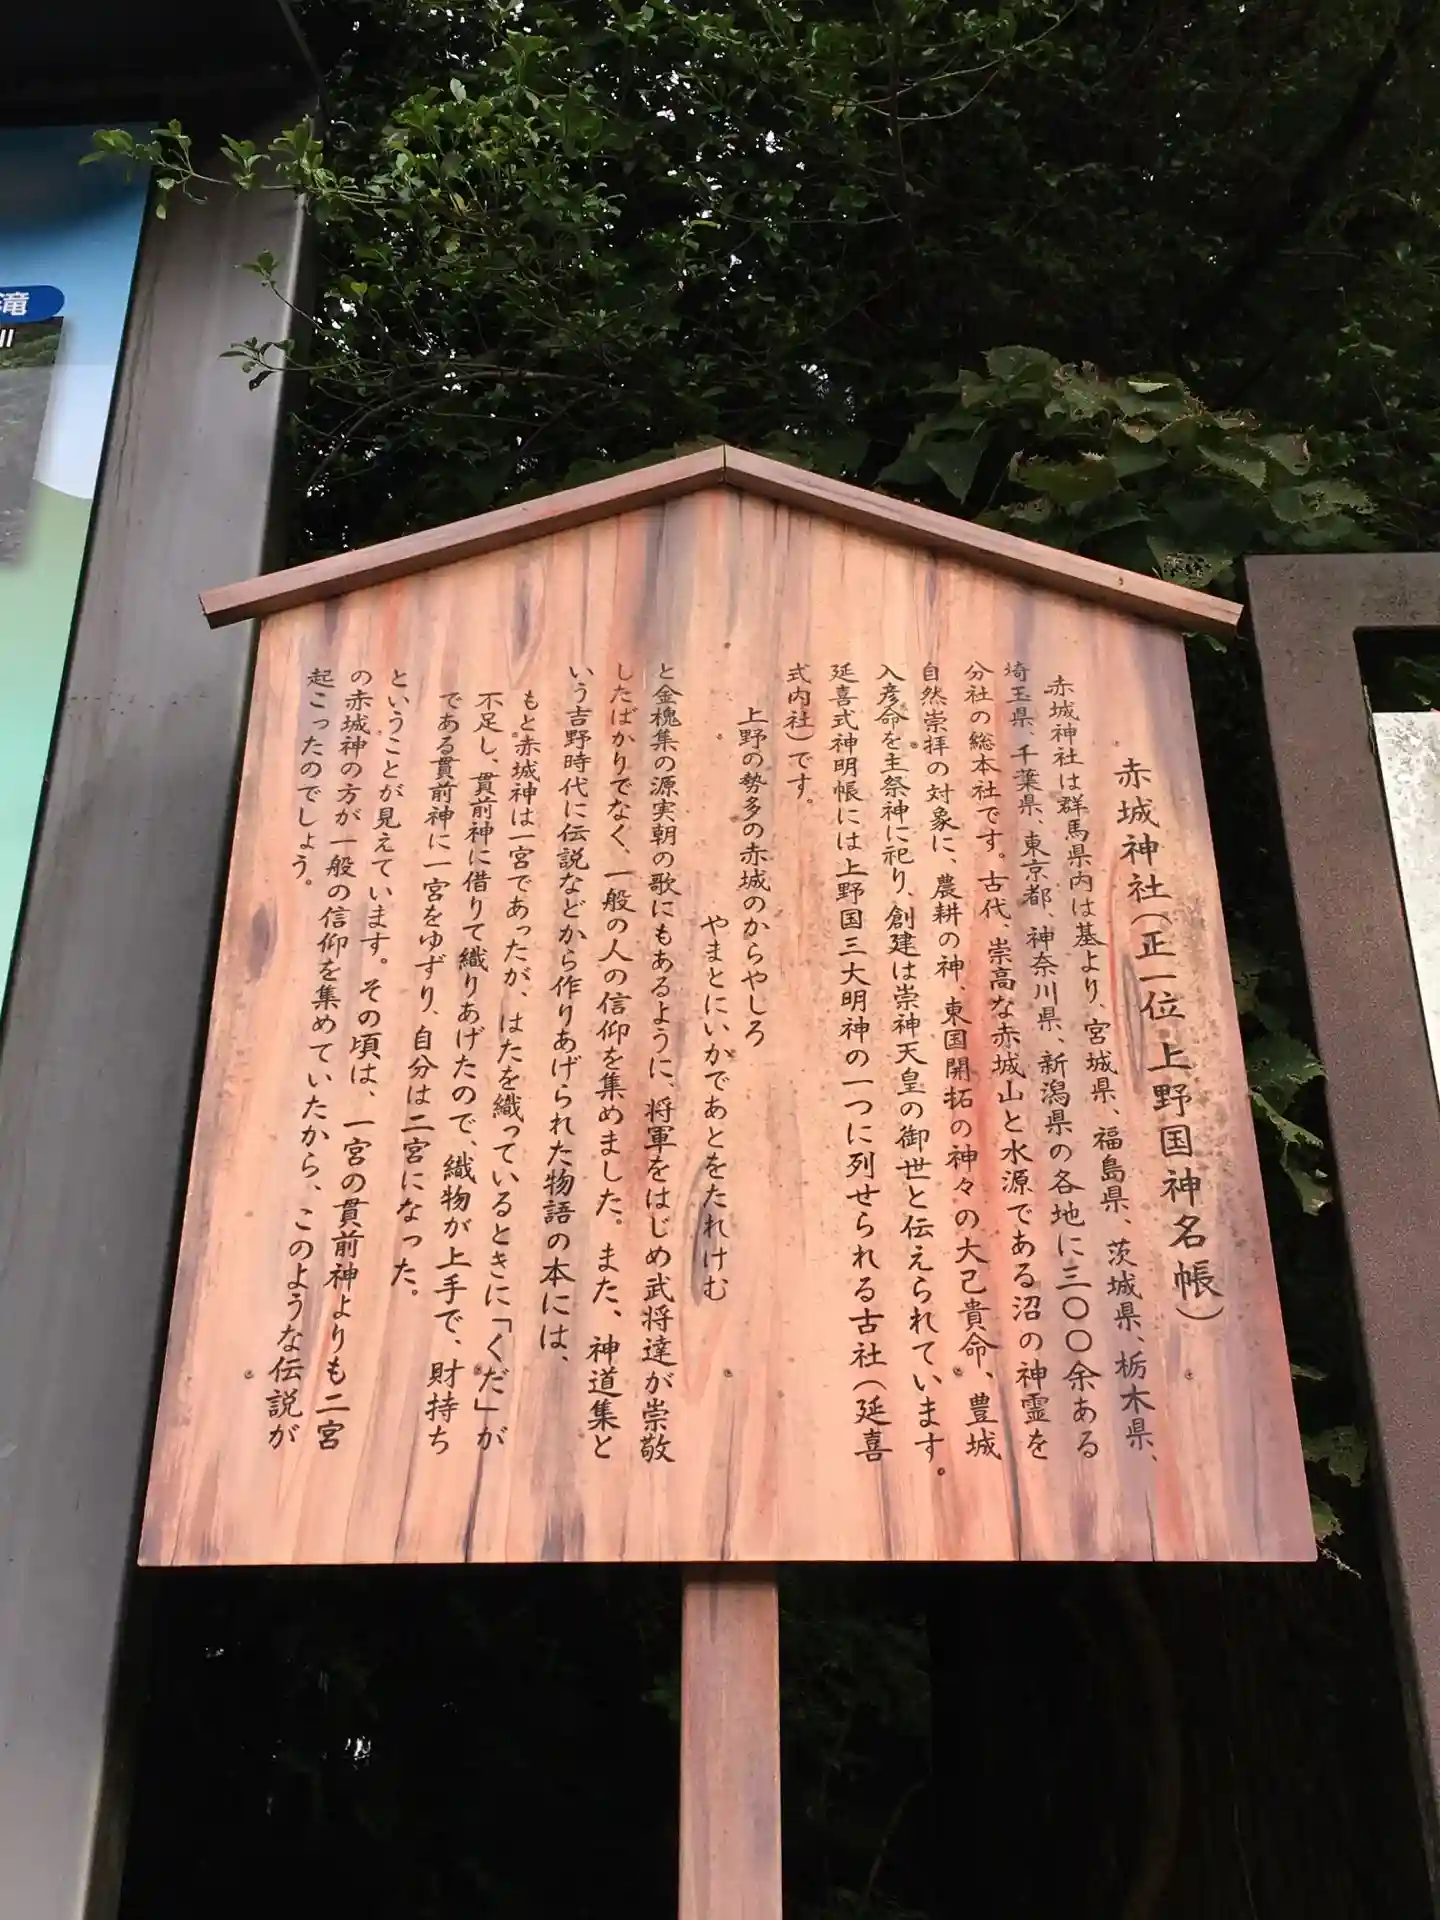 赤城神社（正一位 上野国神名帳）
赤城神社は群馬県内は基より、宮城県、福島県、茨城県、栃木県、
埼玉県、千葉県、東京都、神奈川県、新潟県の各地に三〇〇余ある
分社の総本社です。古代、崇高な赤城山と水源である沼の神霊を
自然崇拝の対象に、農耕の神、東国開拓の神々の大己貴命、豊城
入彦命を主祭神に祀り、創建は崇神天皇の御世と伝えられています。
延喜式神明帳には上野国三大明神の一つに列せられる古社（延喜
式内社）です。
上野の勢多の赤城のからやしろ
やまとにいかであとをたれけむ
と金槐集の源実朝の歌にもあるように、将軍をはじめ武将達が崇敬
したばかりでなく、一般の人の信仰を集めました。また、神道集と
いう吉野時代に伝説などから作りあげられた物語の本には、
もと赤城神は一宮であったが、はたを織っているときに「くだ」が
不足し、貫前神に借りて織りあげたので、織物が上手で、財持ち
である貫前神に一宮をゆずり、自分は二宮になった。
ということが見えています。その頃は、一宮の貫前神よりも二宮
の赤城神の方が一般の信仰を集めていたから、このような伝説が
起こったのでしょう。
滝
川